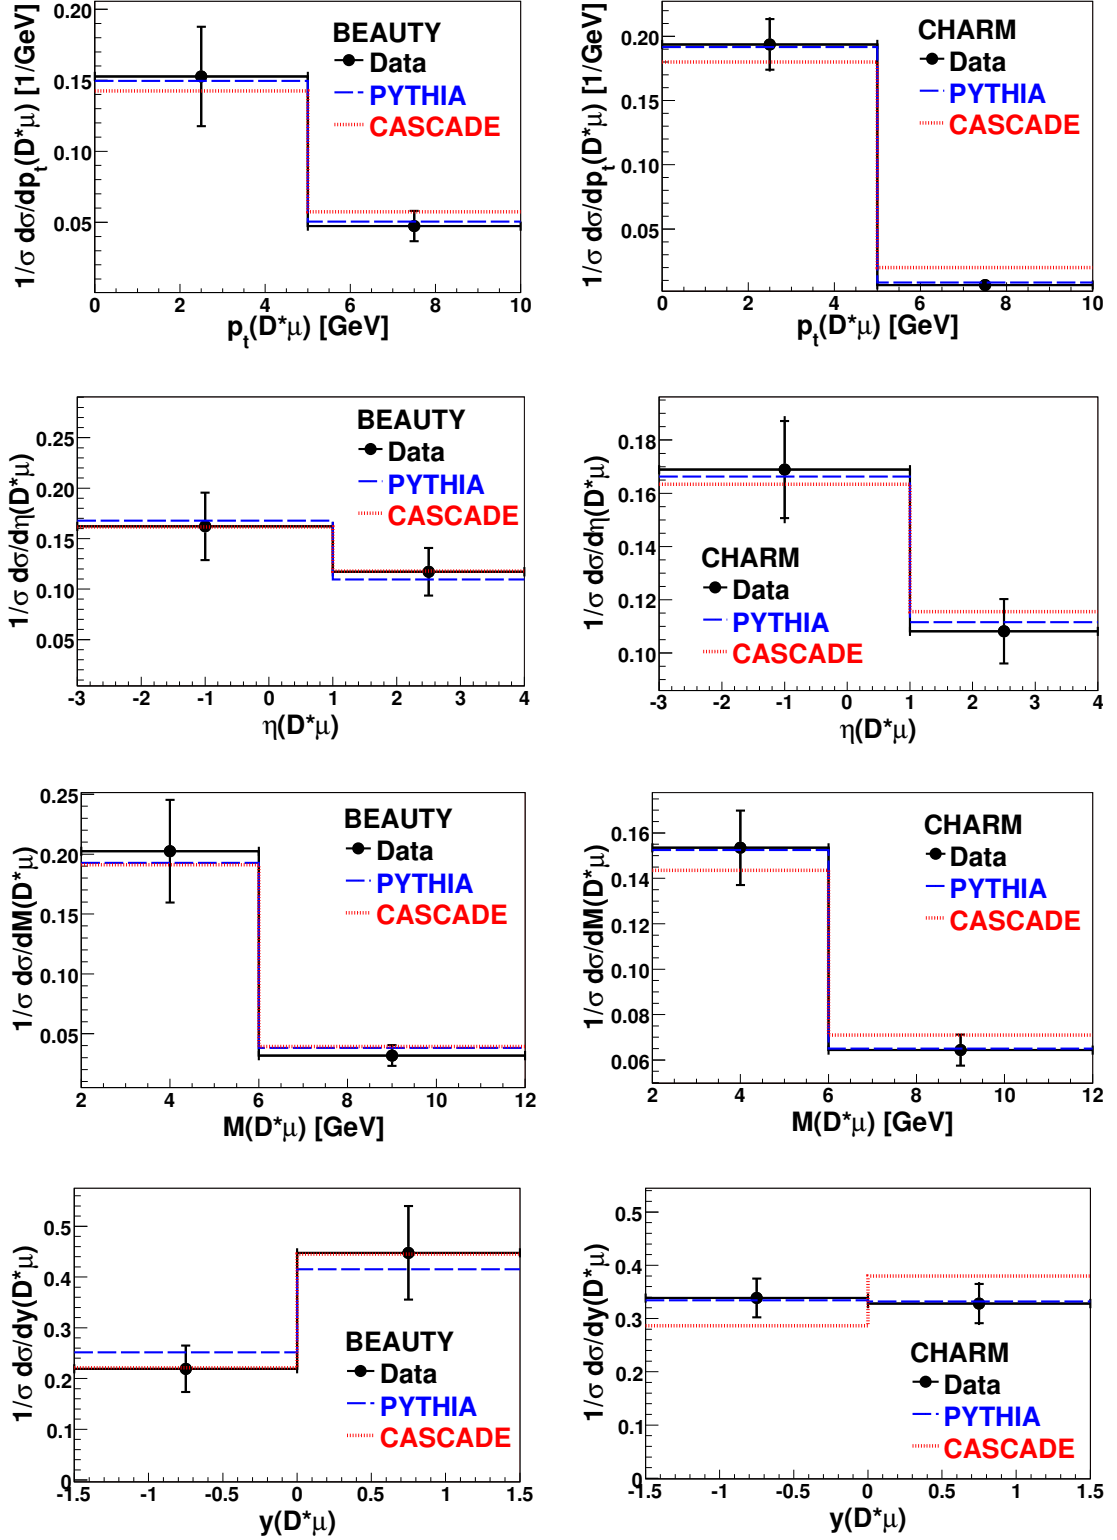 1/σ dσ/dp_t(D*μ) [1/GeV]
0.20
0.15
0.10
0.05
BEAUTY
Data
PYTHIA
CASCADE
0 2 4 6 8 10
p_t(D*μ) [GeV]
1/σ dσ/dp_t(D*μ) [1/GeV]
0.20
0.15
0.10
0.05
CHARM
Data
PYTHIA
CASCADE
0 2 4 6 8 10
p_t(D*μ) [GeV]
1/σ dσ/dη(D*μ)
0.25
0.20
0.15
0.10
0.05
BEAUTY
Data
PYTHIA
CASCADE
-3 -2 -1 0 1 2 3 4
η(D*μ)
1/σ dσ/dη(D*μ)
0.18
0.16
0.14
0.12
0.10
CHARM
Data
PYTHIA
CASCADE
-3 -2 -1 0 1 2 3 4
η(D*μ)
1/σ dσ/dM(D*μ)
0.25
0.20
0.15
0.10
0.05
BEAUTY
Data
PYTHIA
CASCADE
2 4 6 8 10 12
M(D*μ) [GeV]
1/σ dσ/dM(D*μ)
0.16
0.14
0.12
0.10
0.08
0.06
CHARM
Data
PYTHIA
CASCADE
2 4 6 8 10 12
M(D*μ) [GeV]
1/σ dσ/dy(D*μ)
0.5
0.4
0.3
0.2
0.1
0
BEAUTY
Data
PYTHIA
CASCADE
-1.5 -1 -0.5 0 0.5 1 1.5
y(D*μ)
1/σ dσ/dy(D*μ)
0.5
0.4
0.3
0.2
0.1
0
CHARM
Data
PYTHIA
CASCADE
-1.5 -1 -0.5 0 0.5 1 1.5
y(D*μ)